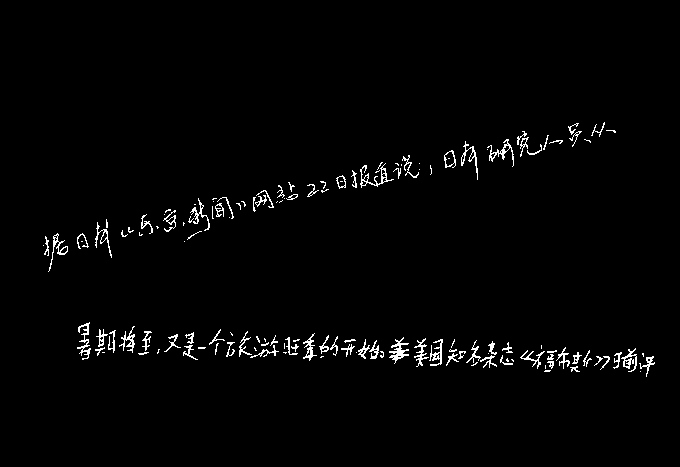 据日本《东京新闻》网站22日报道说，日本研究人员从
暑期将至，又是一个旅游旺季的开始。美国知名杂志《福布斯》日前评